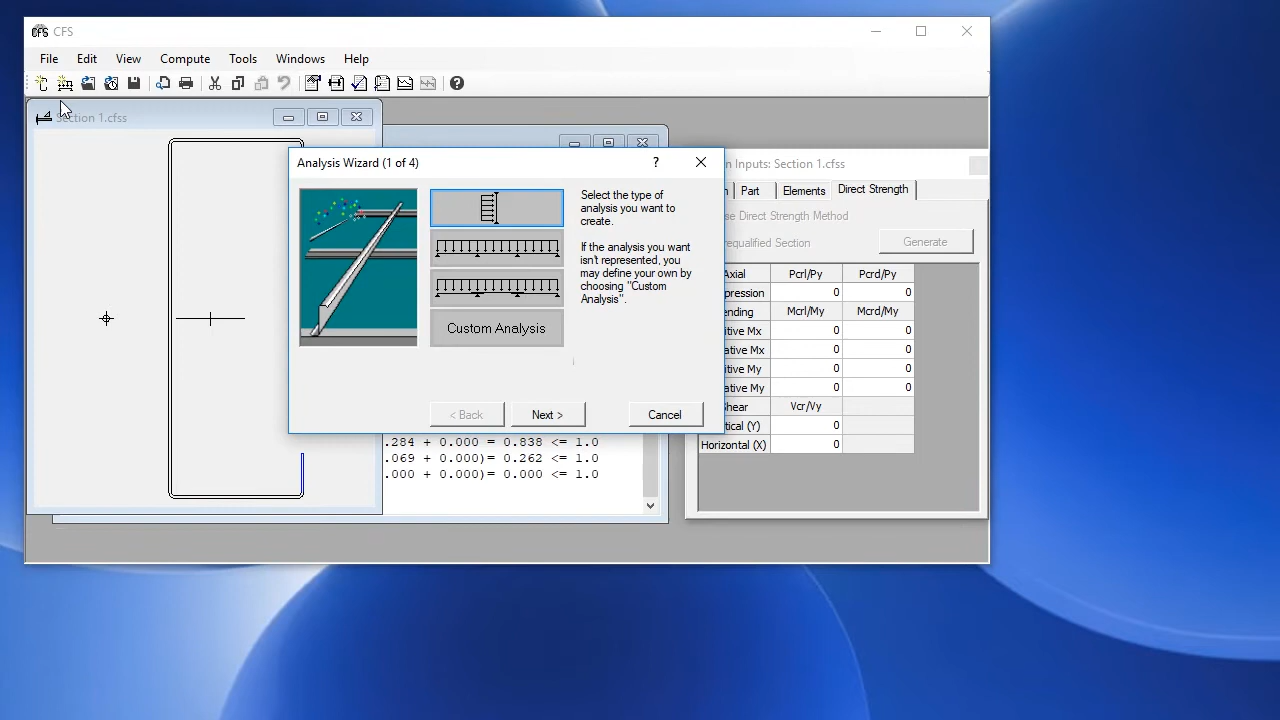 CFS
File Edit View Compute Tools Windows Help
Section 1.cfss
Analysis Wizard (1 of 4)
?
Select the type of
analysis you want to
create.
If the analysis you want
isn't represented, you
may define your own by
choosing "Custom
Analysis".
Custom Analysis
< Back Next > Cancel
.284 + 0.000 = 0.838 <= 1.0
.069 + 0.000)= 0.262 <= 1.0
.000 + 0.000)= 0.000 <= 1.0
n Inputs: Section 1.cfss
n Part Elements Direct Strength
se Direct Strength Method
requalified Section Generate
Axial Pcrl/Py Pcrd/Py
pression 0 0
ending Mcrl/My Mcrd/My
itive Mx 0 0
ative Mx 0 0
itive My 0 0
ative My 0 0
Shear Vcr/Vy
tical (Y) 0
Horizontal (X) 0